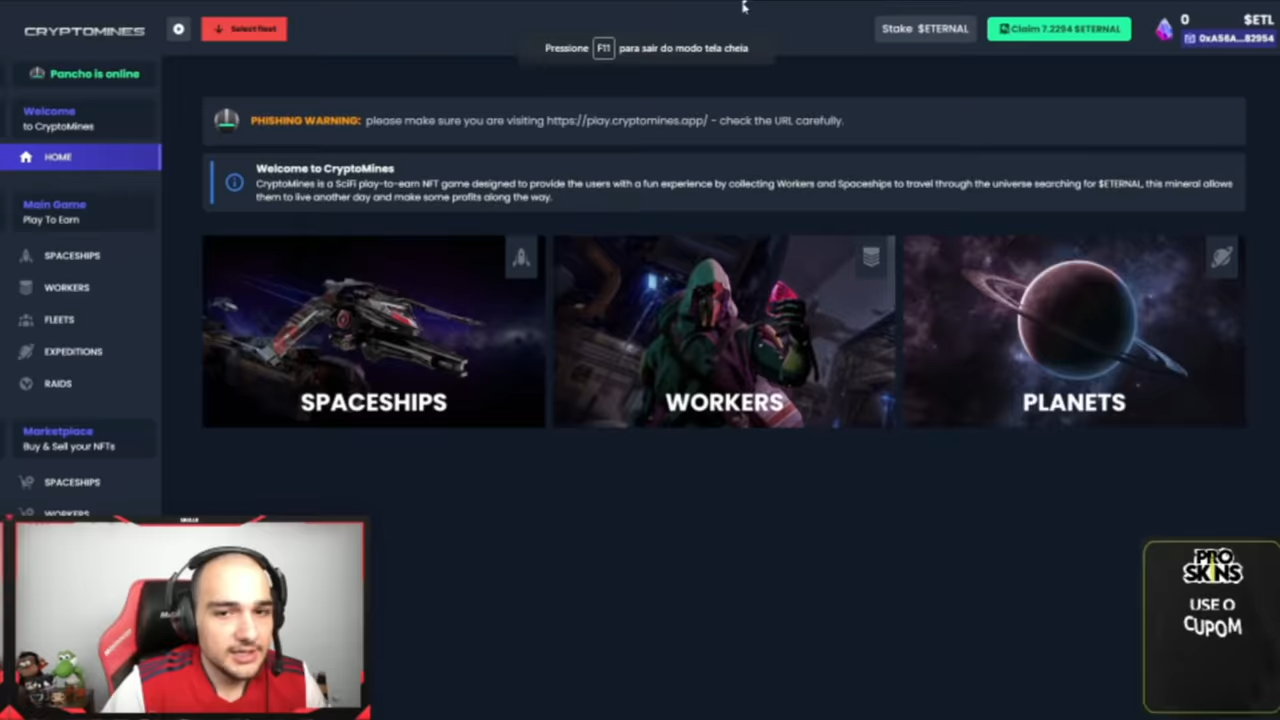 CRYPTOMINES
Select fleet
Stake $ETERNAL
Claim 7.2294 $ETERNAL
0
$ETL
0xA56A...82954
Pressione F11 para sair do modo tela cheia
Pancho is online
Welcome
to CryptoMines
HOME
Main Game
Play To Earn
SPACESHIPS
WORKERS
FLEETS
EXPEDITIONS
RAIDS
Marketplace
Buy & Sell your NFTs
SPACESHIPS
WORKERS
PHISHING WARNING: please make sure you are visiting https://play.cryptomines.app/ - check the URL carefully.
Welcome to CryptoMines
CryptoMines is a SciFi play-to-earn NFT game designed to provide the users with a fun experience by collecting Workers and Spaceships to travel through the universe searching for $ETERNAL, this mineral allows
them to live another day and make some profits along the way.
SPACESHIPS
WORKERS
PLANETS
PRO
SKINS
USE O
CUPOM